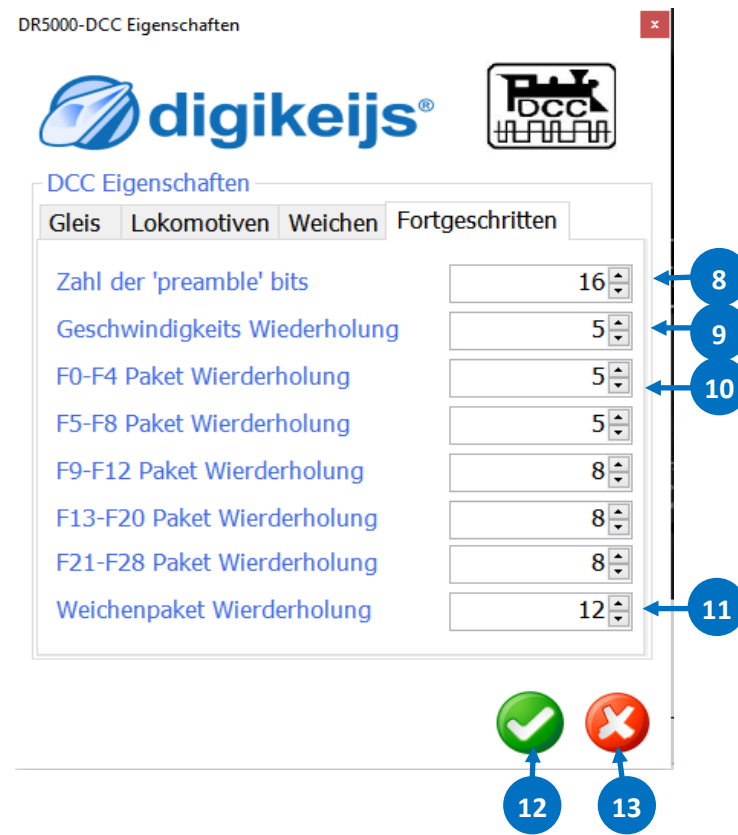 DR5000-DCC Eigenschaften
x
digikeijs®
DCC
DCC Eigenschaften
Gleis Lokomotiven Weichen Fortgeschritten
Zahl der 'preamble' bits 16 8
Geschwindigkeits Wiederholung 5 9
F0-F4 Paket Wierderholung 5 10
F5-F8 Paket Wierderholung 5
F9-F12 Paket Wierderholung 8
F13-F20 Paket Wierderholung 8
F21-F28 Paket Wierderholung 8
Weichenpaket Wierderholung 12 11
12 13